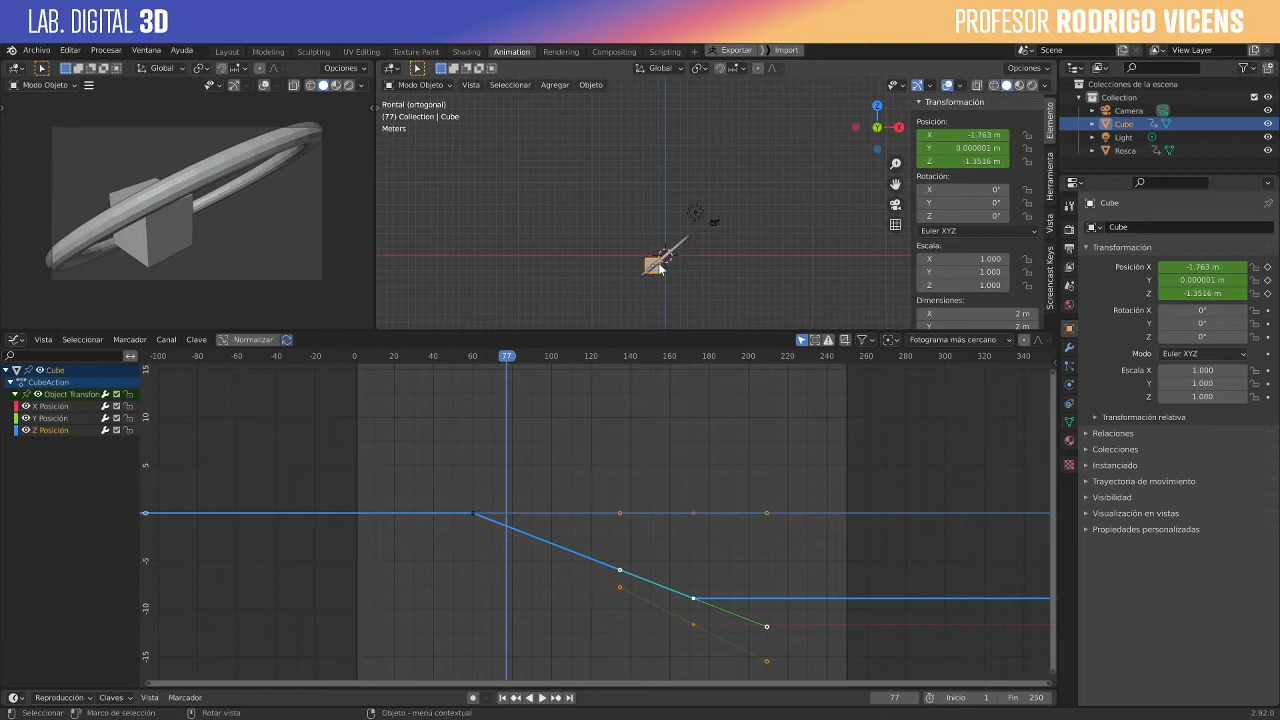 LAB. DIGITAL 3D
PROFESOR RODRIGO VICENS
Archivo Editar Procesar Ventana Ayuda Layout Modeling Sculpting UV Editing Texture Paint Shading Animation Rendering Compositing Scripting + Exportar Import Scene View Layer
Global Opciones Global Opciones
Modo Objeto Modo Objeto Vista Seleccionar Agregar Objeto
Rontal (ortogonal)
(77) Collection | Cube
Meters
Z
Y
X
Transformación
Posición:
X -1.763 m
Y 0.000001 m
Z -1.3516 m
Rotación:
X 0°
Y 0°
Z 0°
Euler XYZ
Escala:
X 1.000
Y 1.000
Z 1.000
Dimensiones:
X 2 m
Y 2 m
Elemento
Herramienta
Vista
Screencast Keys
Colecciones de la escena
Collection
Camera
Cube
Light
Rosca
Cube
Cube
Transformación
Posición X -1.763 m
Y 0.000001 m
Z -1.3516 m
Rotación X 0°
Y 0°
Z 0°
Modo Euler XYZ
Escala X 1.000
Y 1.000
Z 1.000
Transformación relativa
Relaciones
Colecciones
Instanciado
Trayectoria de movimiento
Visibilidad
Visualización en vistas
Propiedades personalizadas
Vista Seleccionar Marcador Canal Clave Normalizar Fotograma más cercano
-100 -80 -60 -40 -20 0 20 40 60 77 100 120 140 160 180 200 220 240 260 280 300 320 340
Cube
CubeAction
Object Transfor
X Posición
Y Posición
Z Posición
15
10
5
0
-5
-10
-15
Reproducción Claves Vista Marcador 77 Inicio 1 Fin 250
Seleccionar Marco de selección Rotar vista Objeto - menú contextual 2.92.0